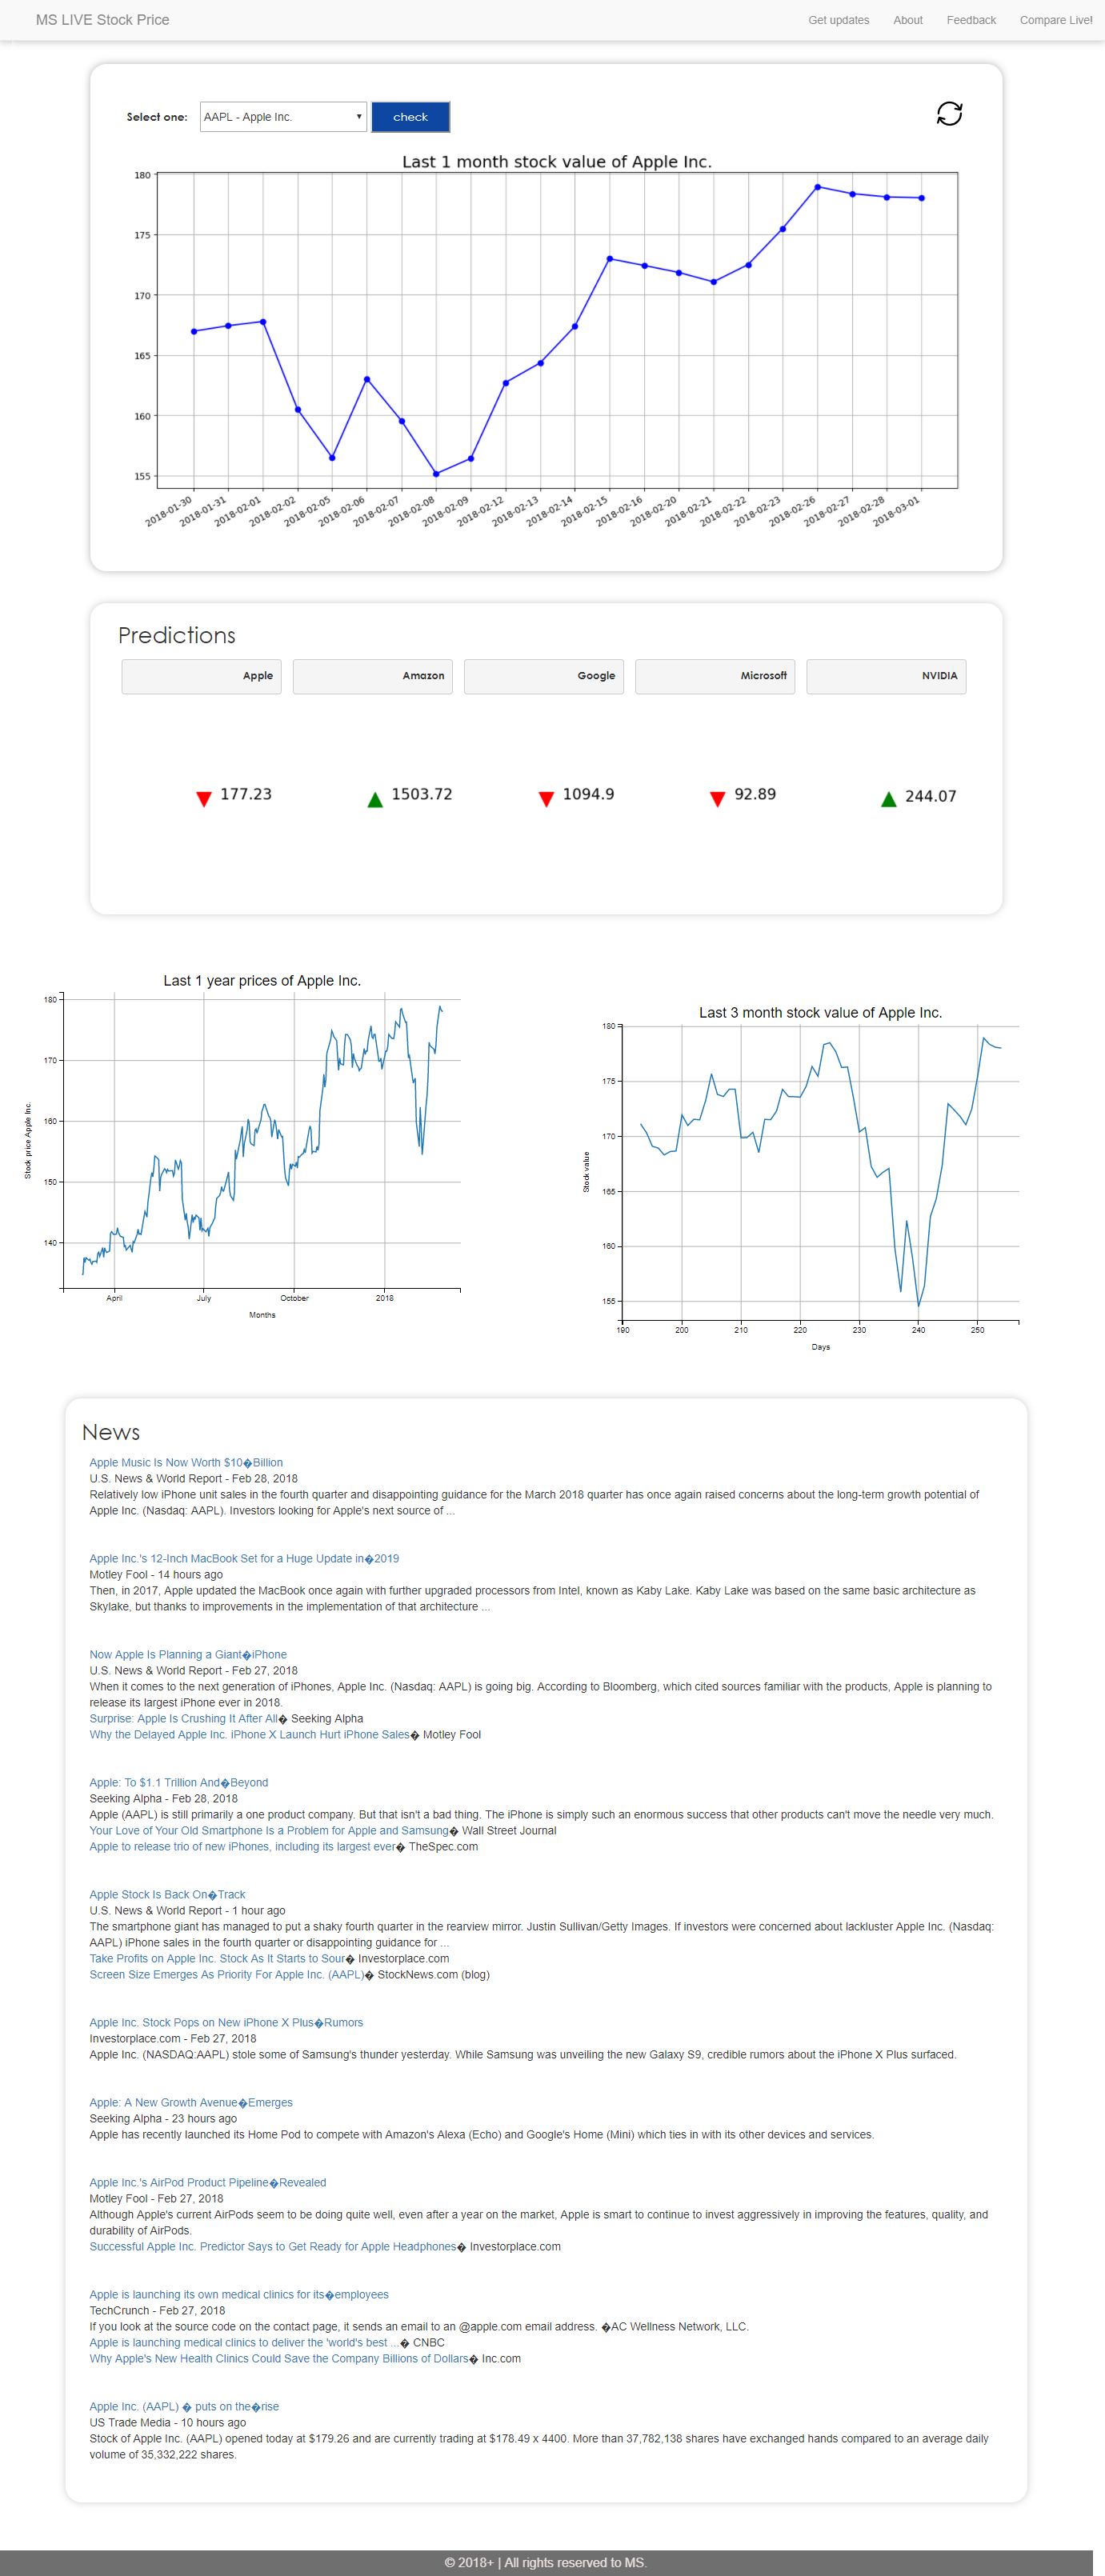 MS LIVE Stock Price
Get updates
About
Feedback
Compare Live!
Select one:
AAPL - Apple Inc.
check
Last 1 month stock value of Apple Inc.
180
175
170
165
160
155
2018-01-30
2018-01-31
2018-02-01
2018-02-02
2018-02-05
2018-02-06
2018-02-07
2018-02-08
2018-02-09
2018-02-12
2018-02-13
2018-02-14
2018-02-15
2018-02-16
2018-02-20
2018-02-21
2018-02-22
2018-02-23
2018-02-26
2018-02-27
2018-02-28
2018-03-01
Predictions
Apple
Amazon
Google
Microsoft
NVIDIA
177.23
1503.72
1094.9
92.89
244.07
Last 1 year prices of Apple Inc.
180
170
160
150
140
Stock price Apple Inc.
April
July
October
2018
Months
Last 3 month stock value of Apple Inc.
180
175
170
165
160
155
Stock value
190
200
210
220
230
240
250
Days
News
Apple Music Is Now Worth $10�Billion
U.S. News & World Report - Feb 28, 2018
Relatively low iPhone unit sales in the fourth quarter and disappointing guidance for the March 2018 quarter has once again raised concerns about the long-term growth potential of
Apple Inc. (Nasdaq: AAPL). Investors looking for Apple's next source of ...
Apple Inc.'s 12-Inch MacBook Set for a Huge Update in�2019
Motley Fool - 14 hours ago
Then, in 2017, Apple updated the MacBook once again with further upgraded processors from Intel, known as Kaby Lake. Kaby Lake was based on the same basic architecture as
Skylake, but thanks to improvements in the implementation of that architecture ...
Now Apple Is Planning a Giant�iPhone
U.S. News & World Report - Feb 27, 2018
When it comes to the next generation of iPhones, Apple Inc. (Nasdaq: AAPL) is going big. According to Bloomberg, which cited sources familiar with the products, Apple is planning to
release its largest iPhone ever in 2018.
Surprise: Apple Is Crushing It After All� Seeking Alpha
Why the Delayed Apple Inc. iPhone X Launch Hurt iPhone Sales� Motley Fool
Apple: To $1.1 Trillion And�Beyond
Seeking Alpha - Feb 28, 2018
Apple (AAPL) is still primarily a one product company. But that isn't a bad thing. The iPhone is simply such an enormous success that other products can't move the needle very much.
Your Love of Your Old Smartphone Is a Problem for Apple and Samsung� Wall Street Journal
Apple to release trio of new iPhones, including its largest ever� TheSpec.com
Apple Stock Is Back On�Track
U.S. News & World Report - 1 hour ago
The smartphone giant has managed to put a shaky fourth quarter in the rearview mirror. Justin Sullivan/Getty Images. If investors were concerned about lackluster Apple Inc. (Nasdaq:
AAPL) iPhone sales in the fourth quarter or disappointing guidance for ...
Take Profits on Apple Inc. Stock As It Starts to Sour� Investorplace.com
Screen Size Emerges As Priority For Apple Inc. (AAPL)� StockNews.com (blog)
Apple Inc. Stock Pops on New iPhone X Plus�Rumors
Investorplace.com - Feb 27, 2018
Apple Inc. (NASDAQ:AAPL) stole some of Samsung's thunder yesterday. While Samsung was unveiling the new Galaxy S9, credible rumors about the iPhone X Plus surfaced.
Apple: A New Growth Avenue�Emerges
Seeking Alpha - 23 hours ago
Apple has recently launched its Home Pod to compete with Amazon's Alexa (Echo) and Google's Home (Mini) which ties in with its other devices and services.
Apple Inc.'s AirPod Product Pipeline�Revealed
Motley Fool - Feb 27, 2018
Although Apple's current AirPods seem to be doing quite well, even after a year on the market, Apple is smart to continue to invest aggressively in improving the features, quality, and
durability of AirPods.
Successful Apple Inc. Predictor Says to Get Ready for Apple Headphones� Investorplace.com
Apple is launching its own medical clinics for its�employees
TechCrunch - Feb 27, 2018
If you look at the source code on the contact page, it sends an email to an @apple.com email address. �AC Wellness Network, LLC.
Apple is launching medical clinics to deliver the 'world's best ...� CNBC
Why Apple's New Health Clinics Could Save the Company Billions of Dollars� Inc.com
Apple Inc. (AAPL) � puts on the�rise
US Trade Media - 10 hours ago
Stock of Apple Inc. (AAPL) opened today at $179.26 and are currently trading at $178.49 x 4400. More than 37,782,138 shares have exchanged hands compared to an average daily
volume of 35,332,222 shares.
© 2018+ | All rights reserved to MS.